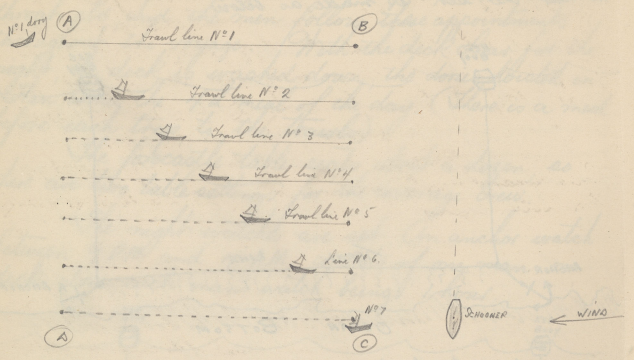 Nº 1, dory
A
B
Trawl line Nº 1
Trawl line Nº 2
Trawl line Nº 3
Trawl line Nº 4
Trawl line Nº 5
Line Nº 6.
Nº 7
SCHOONER
WIND
D
C